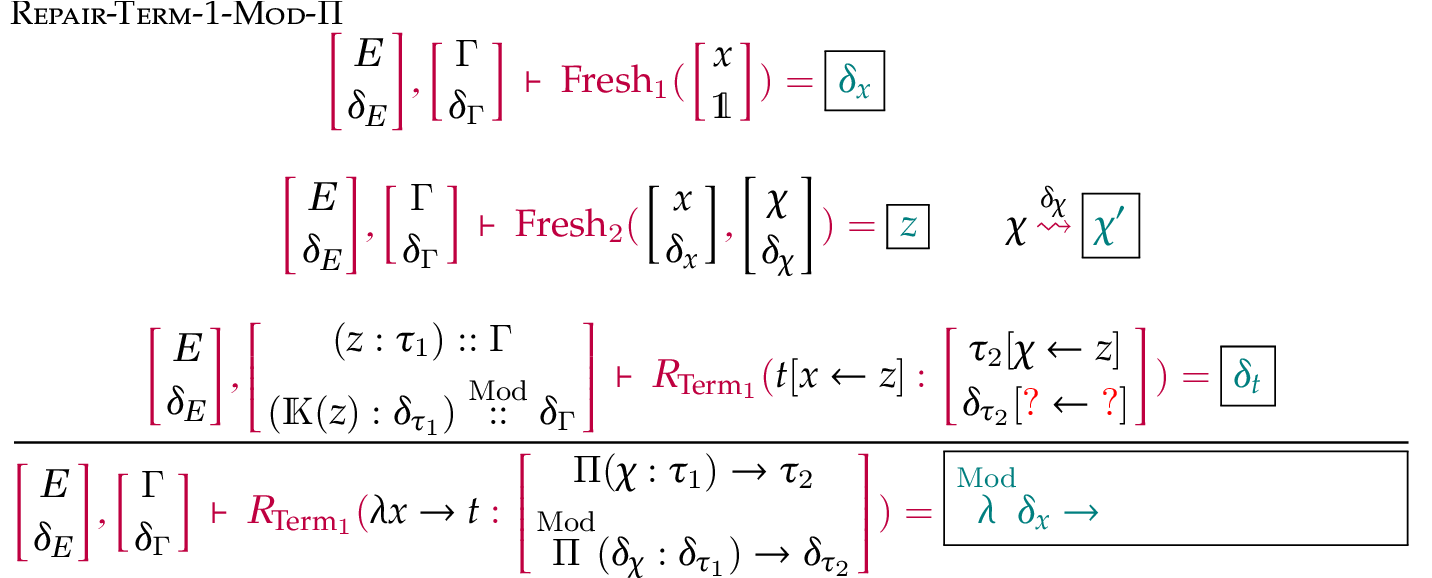 Repair-Term-1-Mod-Π
[E δ_E], [Γ δ_Γ] ⊢ Fresh₁([x 𝟙]) = δ_x
[E δ_E], [Γ δ_Γ] ⊢ Fresh₂([x δ_x], [χ δ_χ]) = z χ ⇝^{δ_χ} χ′
[E δ_E], [(z : τ₁) :: Γ (𝕂(z) : δ_{τ₁}) ::^{Mod} δ_Γ] ⊢ R_{Term₁}(t[x ← z] : [τ₂[χ ← z] δ_{τ₂}[? ← ?]]) = δ_t
[E δ_E], [Γ δ_Γ] ⊢ R_{Term₁}(λx → t : [Π(χ : τ₁) → τ₂ Π^{Mod}(δ_χ : δ_{τ₁}) → δ_{τ₂}]) = λ^{Mod} δ_x →